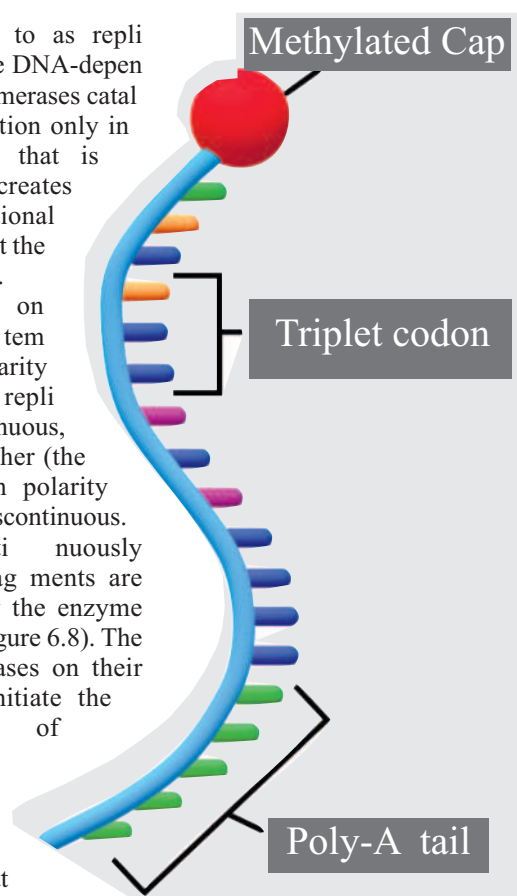 to as repli
e DNA-depen
merases catal
tion only in
that is
creates
tional
t the
.
on
tem
arity
repli
nuous,
her (the
n polarity
scontinuous.
ti nuously
ag ments are
the enzyme
gure 6.8). The
ases on their
nitiate the
of
Methylated Cap
Triplet codon
Poly-A tail